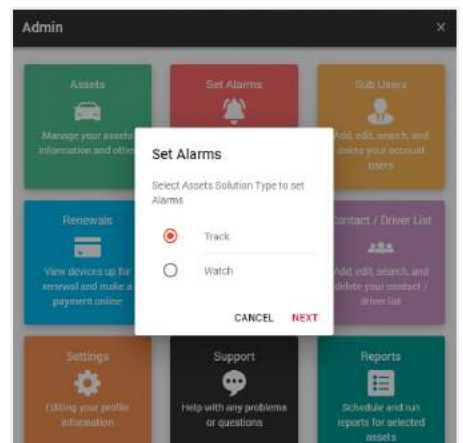 Admin
×
Assets
Manage your assets
information and other
Set Alarms
Sub Users
Add, edit, search, and
delete your account
users
Set Alarms
Select Assets Solution Type to set
Alarms
Track
Watch
CANCEL NEXT
Renewals
View devices up for
renewal and make a
payment online
Contact / Driver List
Add, edit, search, and
delete your contact /
driver list
Settings
Editing your profile
information
Support
Help with any problems
or questions
Reports
Schedule and run
reports for selected
assets